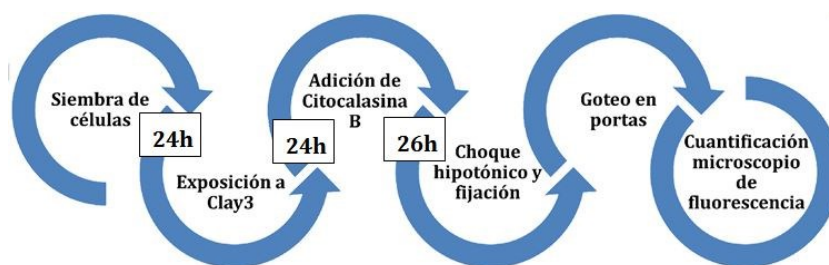 Siembra de
células
24h
Exposición a
Clay3
24h
Adición de
Citocalasina
B
26h
Choque
hipotónico y
fijación
Goteo en
portas
Cuantificación
microscopio
de
fluorescencia